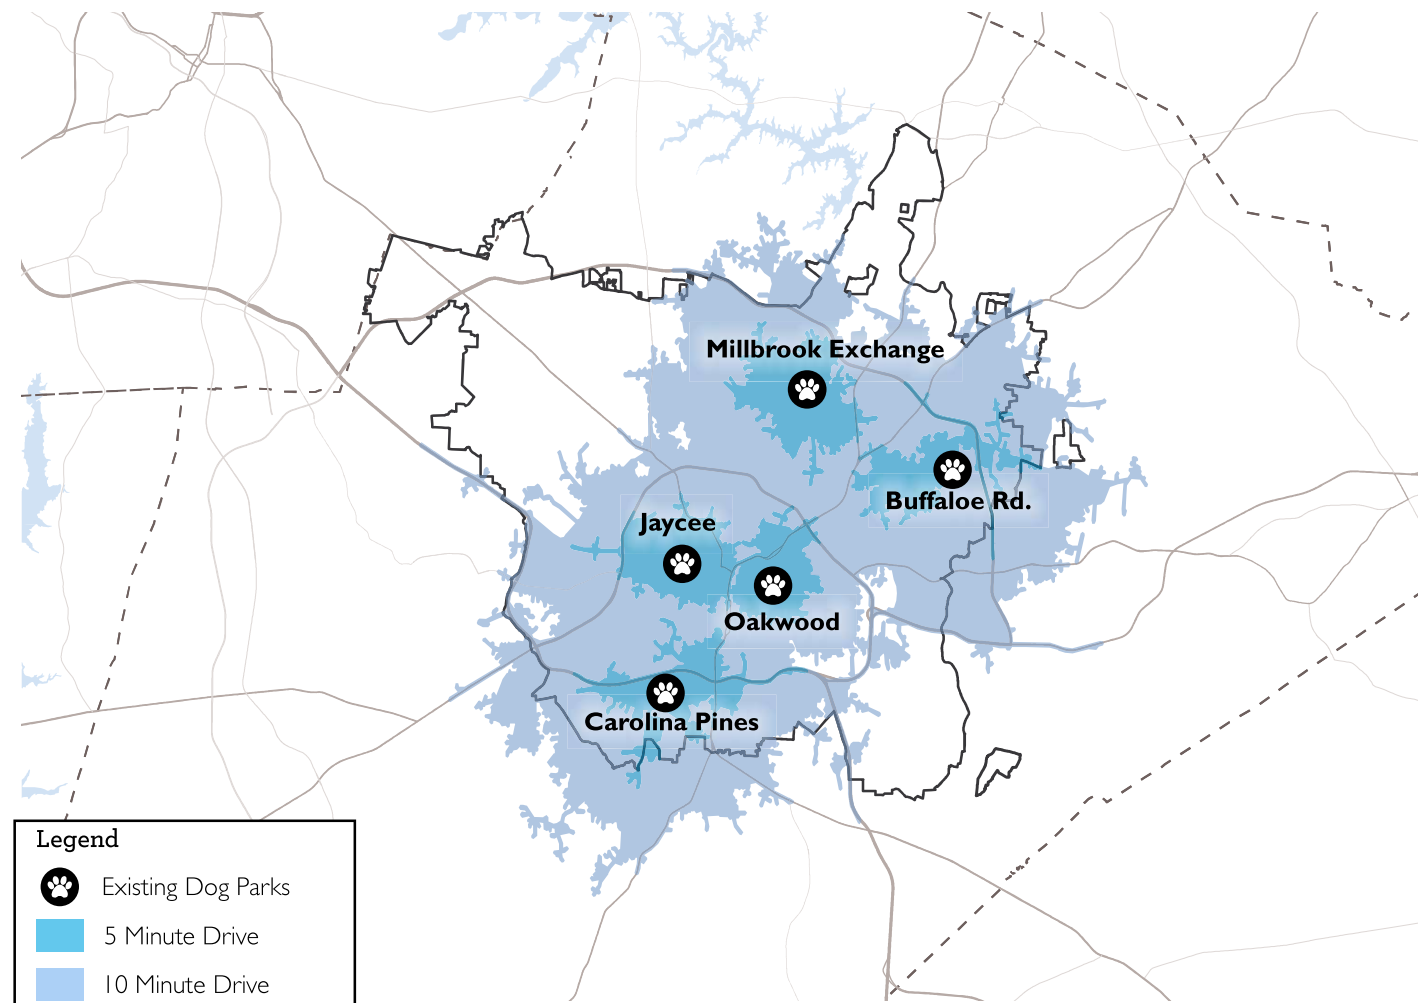 Millbrook Exchange
Buffaloe Rd.
Jaycee
Oakwood
Carolina Pines
Legend
Existing Dog Parks
5 Minute Drive
10 Minute Drive